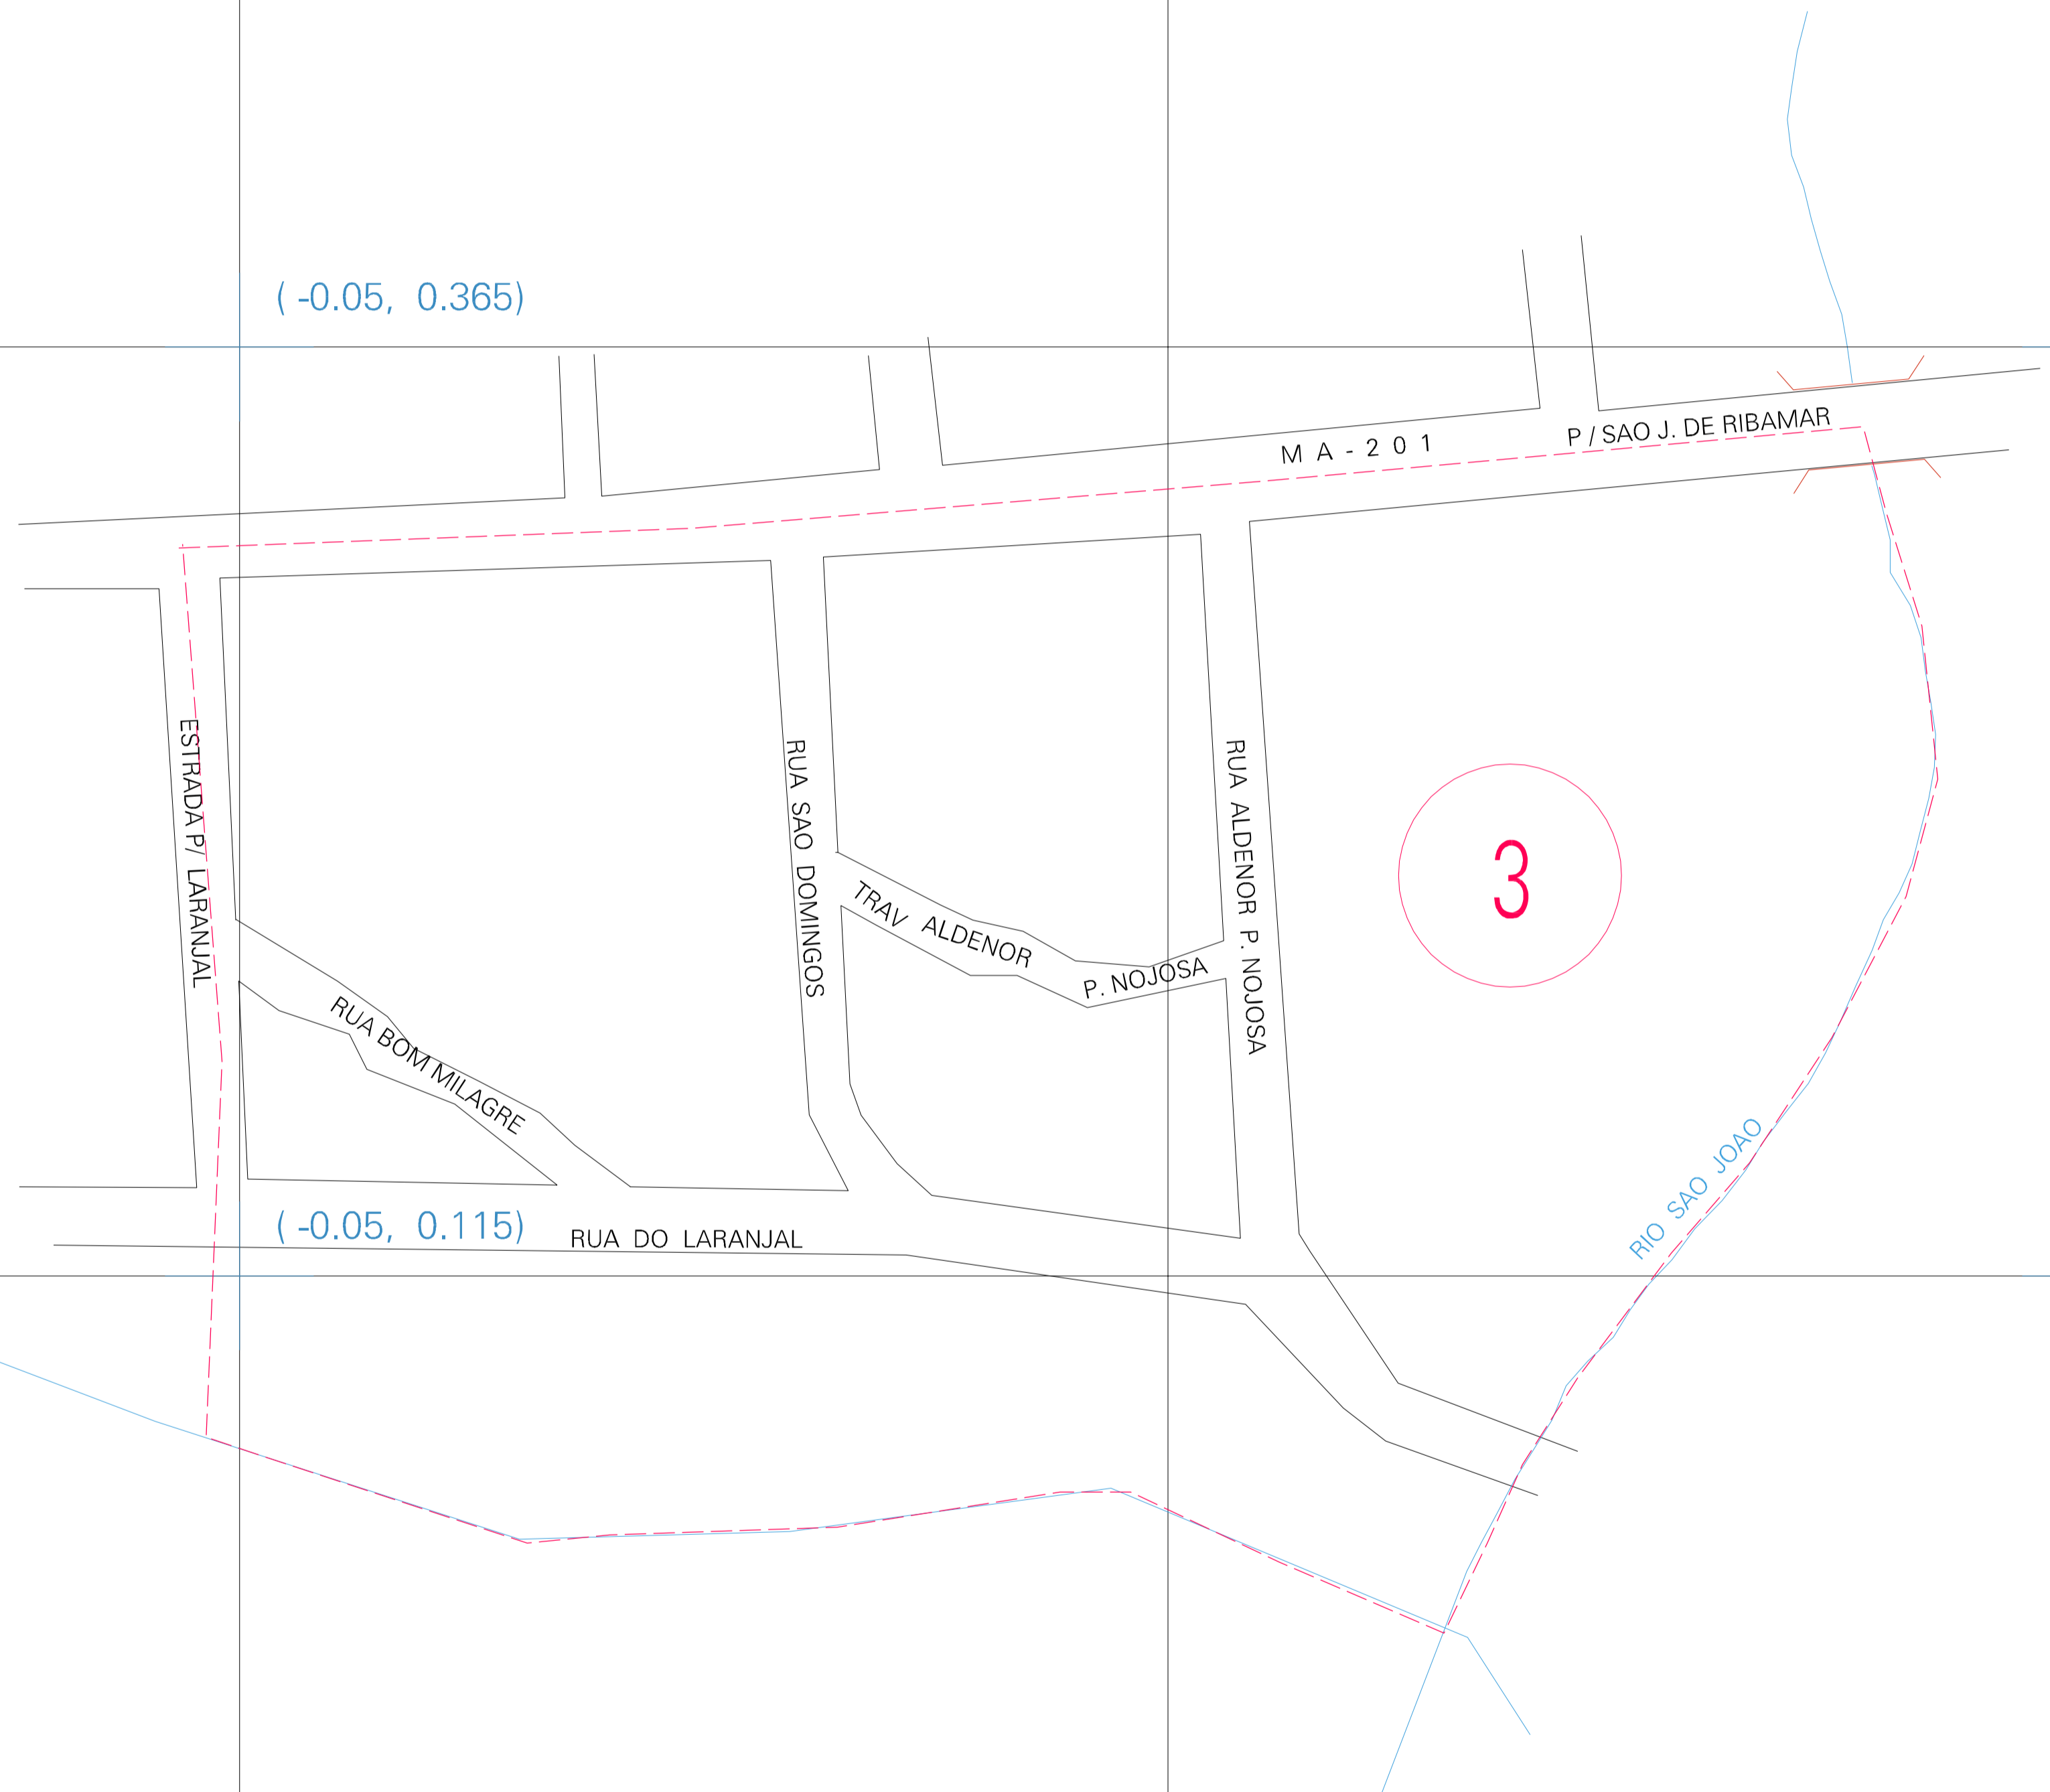 ( -0.05, 0.365)
P / SAO J. DE RIBAMAR
M A - 2 0 1
ESTRADA P/ LARANJAL
RUA SAO DOMINGOS
RUA ALDENOR P. NOJOSA
3
TRAV ALDENOR
P. NOJOSA
RUA BOM MILAGRE
RIO SAO JOAO
( -0.05, 0.115)
RUA DO LARANJAL